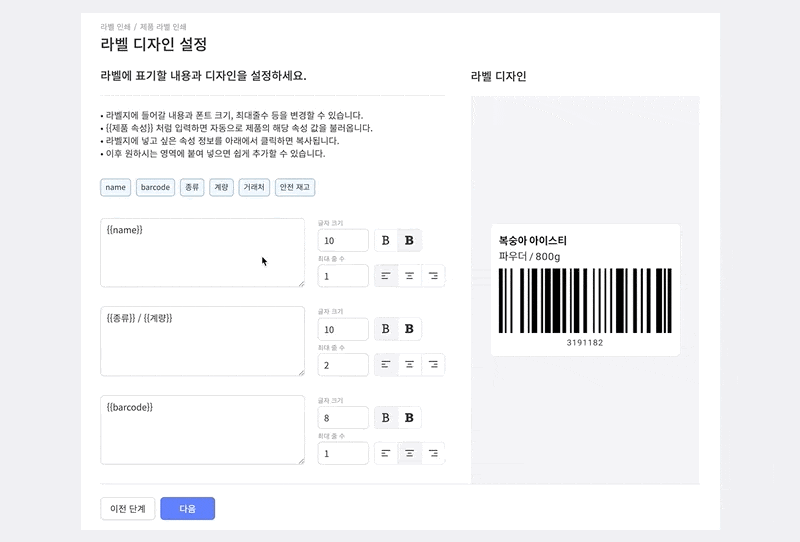 라벨 인쇄 / 제품 라벨 인쇄
라벨 디자인 설정
라벨에 표기할 내용과 디자인을 설정하세요.
• 라벨지에 들어갈 내용과 폰트 크기, 최대줄수 등을 변경할 수 있습니다.
• {{제품 속성}} 처럼 입력하면 자동으로 제품의 해당 속성 값을 불러옵니다.
• 라벨지에 넣고 싶은 속성 정보를 아래에서 클릭하면 복사됩니다.
• 이후 원하시는 영역에 붙여 넣으면 쉽게 추가할 수 있습니다.
name barcode 종류 계량 거래처 안전 재고
{{name}}
글자 크기
10 B B
최대 줄 수
1
{{종류}} / {{계량}}
글자 크기
10 B B
최대 줄 수
2
{{barcode}}
글자 크기
8 B B
최대 줄 수
1
이전 단계 다음
라벨 디자인
복숭아 아이스티
파우더 / 800g
3191182